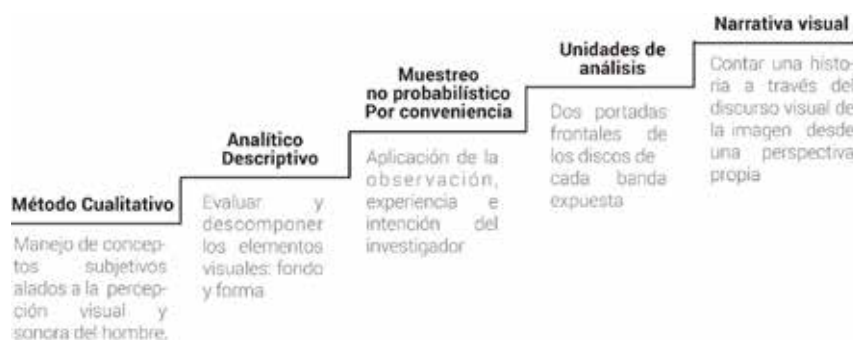 Método Cualitativo
Manejo de concep-
tos subjetivos
alados a la percep-
ción visual y
sonora del hombre.
Analítico
Descriptivo
Evaluar y
descomponer
los elementos
visuales: fondo
y forma
Muestreo
no probabilístico
Por conveniencia
Aplicación de la
observación,
experiencia e
intención del
investigador
Unidades de
análisis
Dos portadas
frontales de
los discos de
cada banda
expuesta
Narrativa visual
Contar una histo-
ria a través del
discurso visual de
la imagen desde
una perspectiva
propia